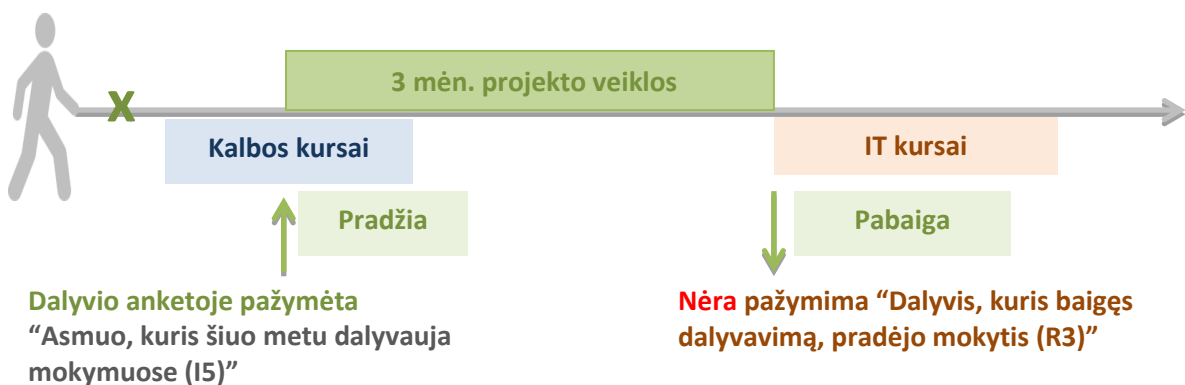 X
3 mėn. projekto veiklos
Kalbos kursai
IT kursai
Pradžia
Pabaiga
Dalyvio anketoje pažymėta
“Asmuo, kuris šiuo metu dalyvauja
mokymuose (I5)”
Nėra pažymima “Dalyvis, kuris baigęs
dalyvavimą, pradėjo mokytis (R3)”